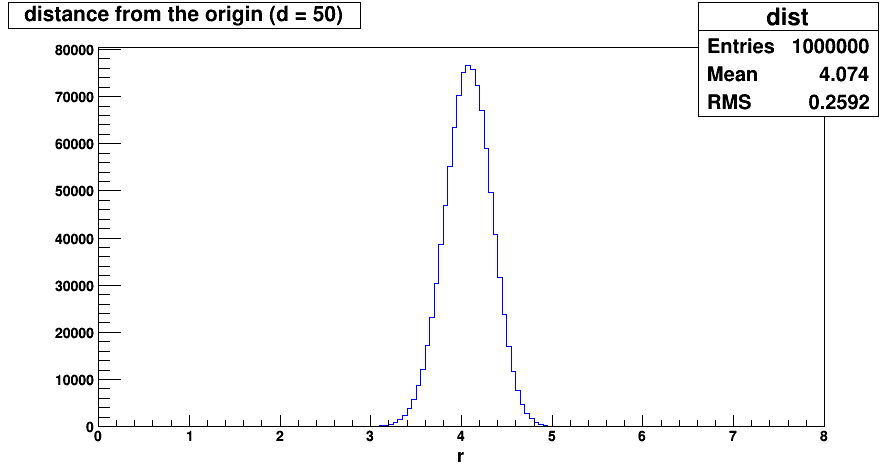 distance from the origin (d = 50)
dist
Entries 1000000
Mean 4.074
RMS 0.2592
80000
70000
60000
50000
40000
30000
20000
10000
0
0 1 2 3 4 5 6 7 8
r